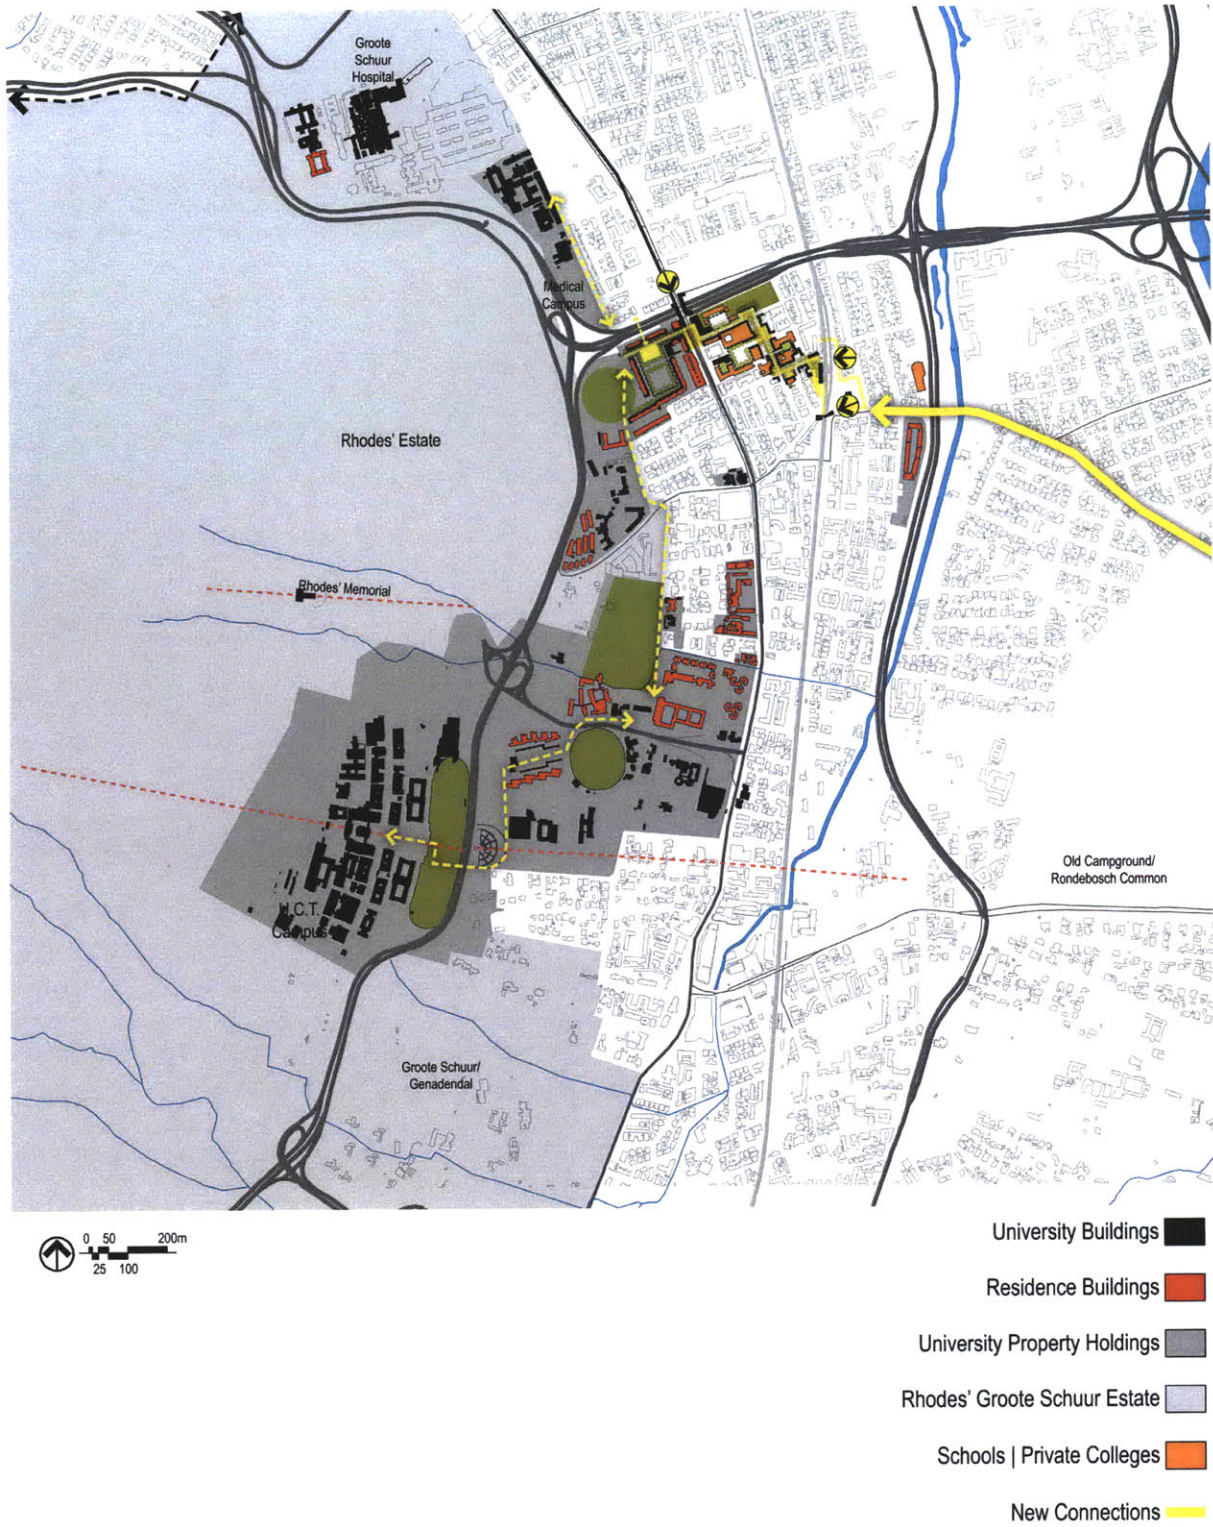 Groote
Schuur
Hospital
Medical
Campus
Rhodes' Estate
Rhodes' Memorial
Old Campground/
Rondebosch Common
U.C.T.
Campus
Groote Schuur/
Genadendal
0 50 200m
25 100
University Buildings
Residence Buildings
University Property Holdings
Rhodes' Groote Schuur Estate
Schools | Private Colleges
New Connections